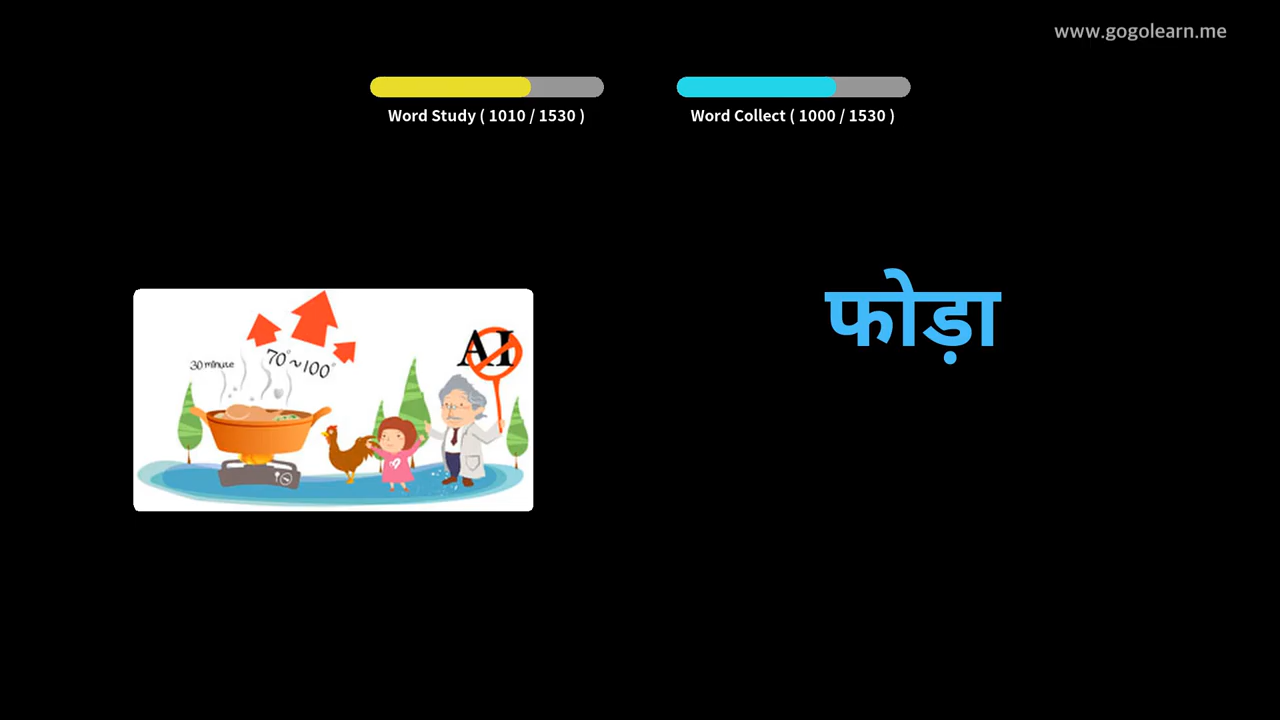 www.gogolearn.me
Word Study ( 1010 / 1530 )
Word Collect ( 1000 / 1530 )
फोड़ा
30 minute
70°~100°
AI